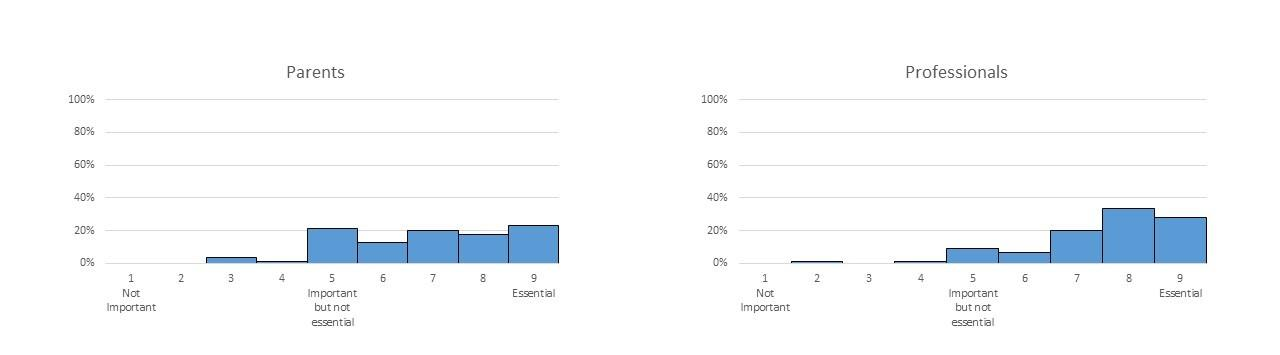 Parents
100%
80%
60%
40%
20%
0%
1 2 3 4 5 6 7 8 9
Not Important but not essential Essential
Important
Professionals
100%
80%
60%
40%
20%
0%
1 2 3 4 5 6 7 8 9
Not Important but not essential Essential
Important